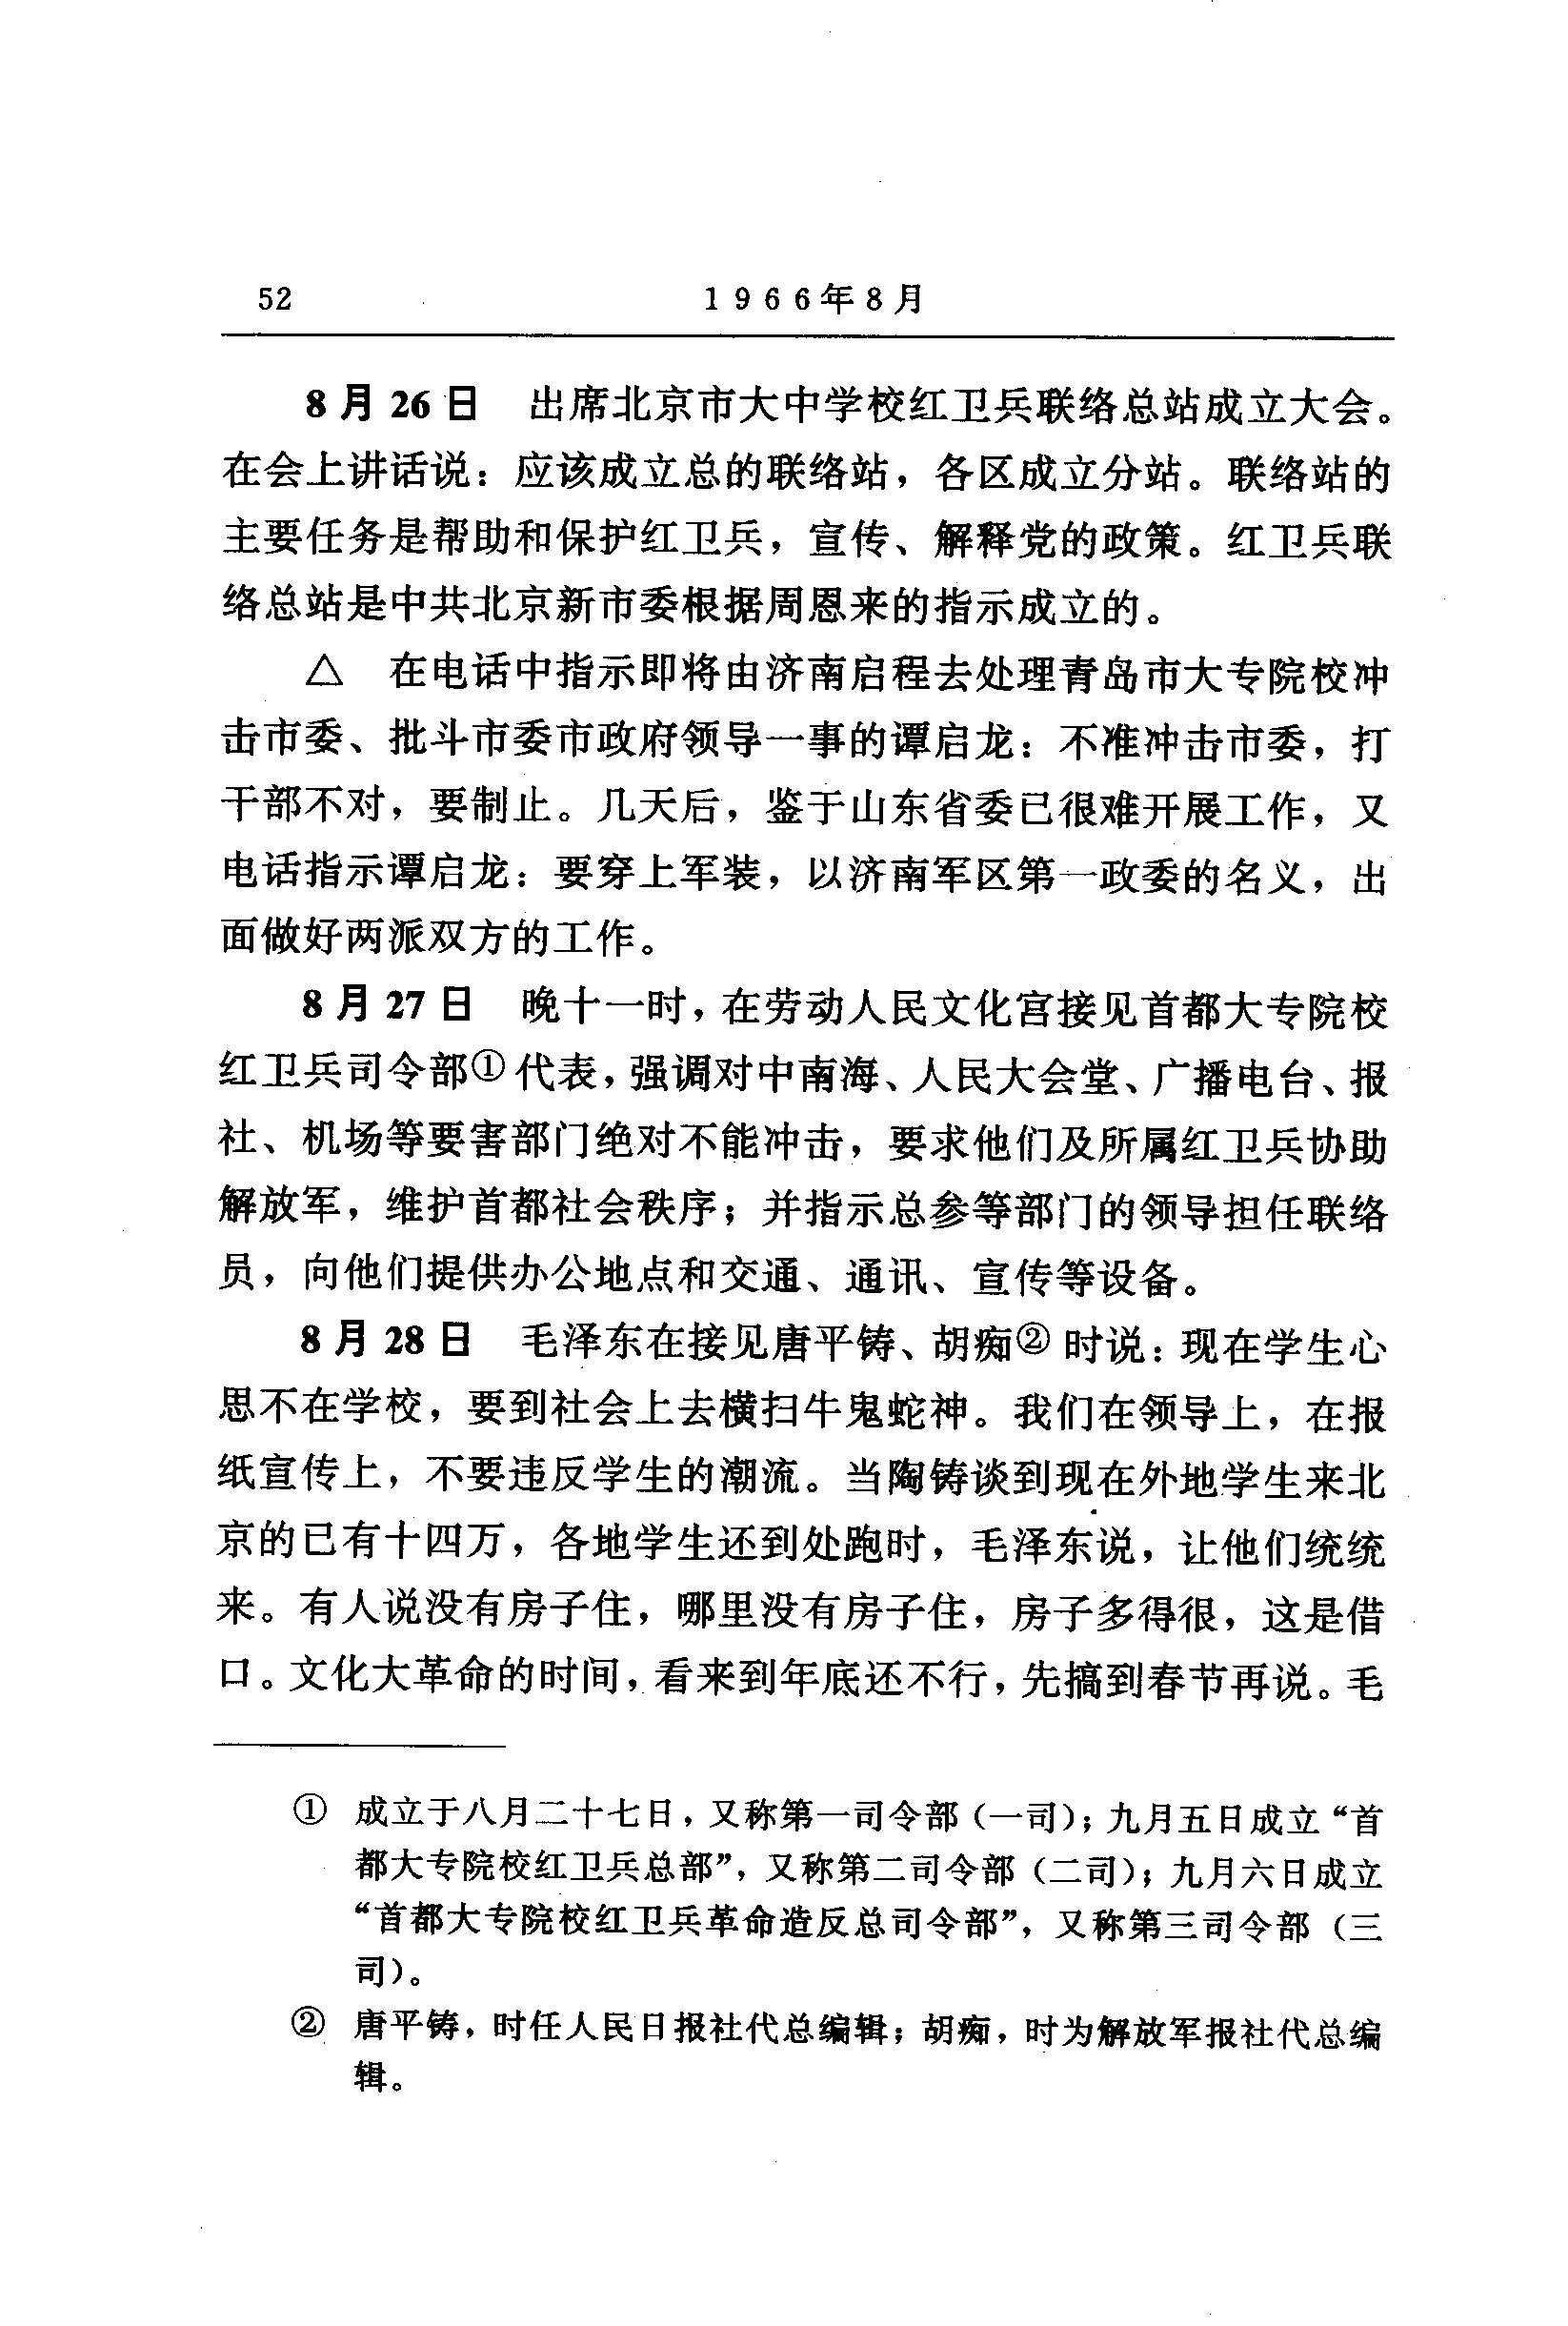 52 1966年8月
8月26日 出席北京市大中学校红卫兵联络总站成立大会。
在会上讲话说：应该成立总的联络站，各区成立分站。联络站的
主要任务是帮助和保护红卫兵，宣传、解释党的政策。红卫兵联
络总站是中共北京新市委根据周恩来的指示成立的。
△ 在电话中指示即将由济南启程去处理青岛市大专院校冲
击市委、批斗市委市政府领导一事的谭启龙：不准冲击市委，打
干部不对，要制止。几天后，鉴于山东省委已很难开展工作，又
电话指示谭启龙：要穿上军装，以济南军区第一政委的名义，出
面做好两派双方的工作。
8月27日 晚十一时，在劳动人民文化宫接见首都大专院校
红卫兵司令部①代表，强调对中南海、人民大会堂、广播电台、报
社、机场等要害部门绝对不能冲击，要求他们及所属红卫兵协助
解放军，维护首都社会秩序；并指示总参等部门的领导担任联络
员，向他们提供办公地点和交通、通讯、宣传等设备。
8月28日 毛泽东在接见唐平铸、胡痴②时说：现在学生心
思不在学校，要到社会上去横扫牛鬼蛇神。我们在领导上，在报
纸宣传上，不要违反学生的潮流。当陶铸谈到现在外地学生来北
京的已有十四万，各地学生还到处跑时，毛泽东说，让他们统统
来。有人说没有房子住，哪里没有房子住，房子多得很，这是借
口。文化大革命的时间，看来到年底还不行，先搞到春节再说。毛
① 成立于八月二十七日，又称第一司令部（一司）；九月五日成立“首
都大专院校红卫兵总部”，又称第二司令部（二司）；九月六日成立
“首都大专院校红卫兵革命造反总司令部”，又称第三司令部（三
司）。
② 唐平铸，时任人民日报社代总编辑；胡痴，时为解放军报社代总编
辑。